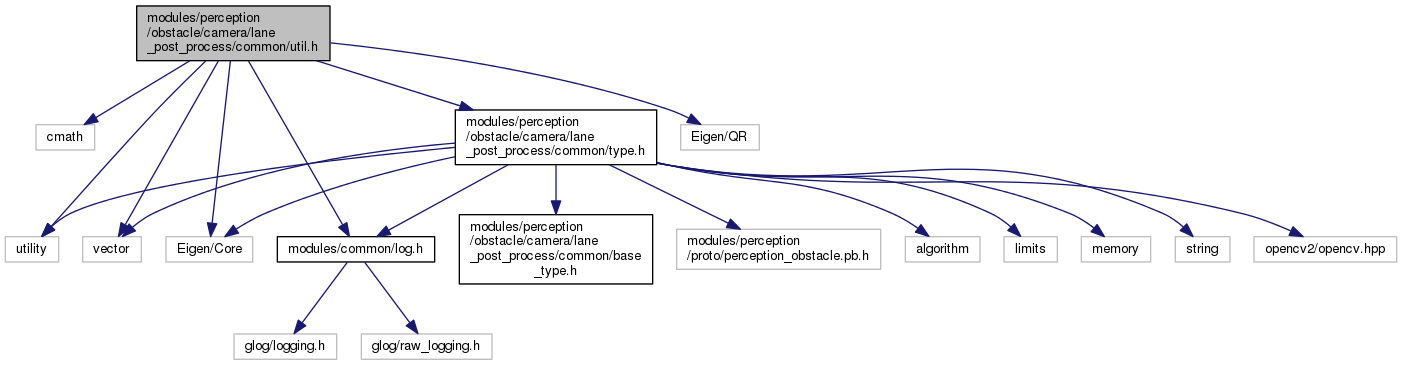 modules/perception
/obstacle/camera/lane
_post_process/common/util.h
cmath
modules/perception
/obstacle/camera/lane
_post_process/common/type.h
Eigen/QR
utility
vector
Eigen/Core
modules/common/log.h
modules/perception
/obstacle/camera/lane
_post_process/common/base
_type.h
modules/perception
/proto/perception_obstacle.pb.h
algorithm
limits
memory
string
opencv2/opencv.hpp
glog/logging.h
glog/raw_logging.h